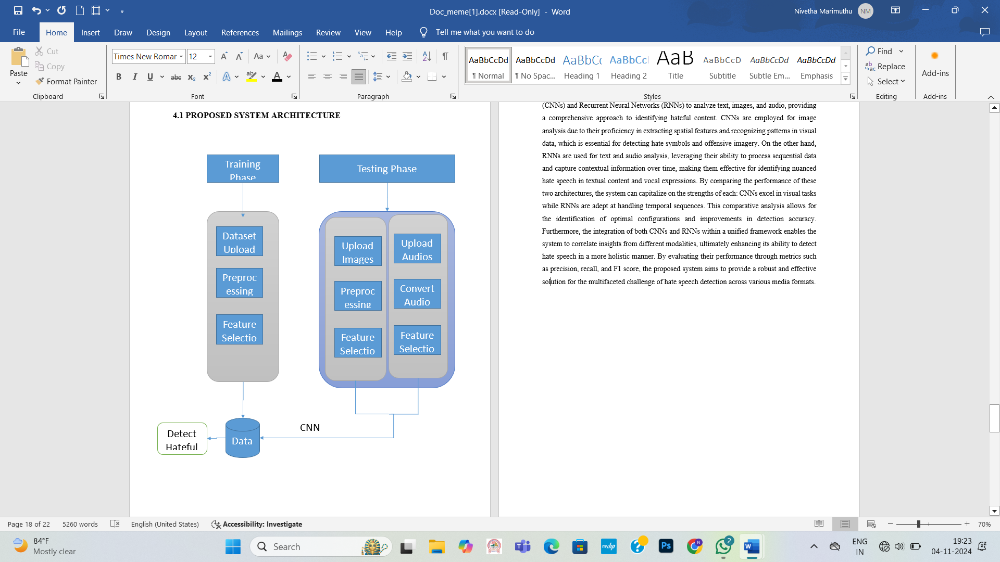 Doc_meme[1].docx [Read-Only] - Word
Nivetha Marimuthu
NM
File
Home
Insert
Draw
Design
Layout
References
Mailings
Review
View
Help
Tell me what you want to do
Paste
Cut
Copy
Format Painter
Clipboard
Times New Roman
12
Aa
B I U abc x₂ x² A ab A
Font
Paragraph
AaBbCcDd
¶ Normal
AaBbCcDd
¶ No Spac...
AaBbCc
Heading 1
AaBbCcl
Heading 2
AaB
Title
AaBbCcD
Subtitle
AaBbCcDd
Subtle Em...
AaBbCcDd
Emphasis
Styles
Find
Replace
Select
Editing
Add-ins
Add-ins
4.1 PROPOSED SYSTEM ARCHITECTURE
Training
Phase
Testing Phase
Dataset
Upload
Preproc
essing
Feature
Selectio
Upload
Images
Preproc
essing
Feature
Selectio
Upload
Audios
Convert
Audio
Feature
Selectio
CNN
Data
Detect
Hateful
(CNNs) and Recurrent Neural Networks (RNNs) to analyze text, images, and audio, providing
a comprehensive approach to identifying hateful content. CNNs are employed for image
analysis due to their proficiency in extracting spatial features and recognizing patterns in visual
data, which is essential for detecting hate symbols and offensive imagery. On the other hand,
RNNs are used for text and audio analysis, leveraging their ability to process sequential data
and capture contextual information over time, making them effective for identifying nuanced
hate speech in textual content and vocal expressions. By comparing the performance of these
two architectures, the system can capitalize on the strengths of each: CNNs excel in visual tasks
while RNNs are adept at handling temporal sequences. This comparative analysis allows for
the identification of optimal configurations and improvements in detection accuracy.
Furthermore, the integration of both CNNs and RNNs within a unified framework enables the
system to correlate insights from different modalities, ultimately enhancing its ability to detect
hate speech in a more holistic manner. By evaluating their performance through metrics such
as precision, recall, and F1 score, the proposed system aims to provide a robust and effective
solution for the multifaceted challenge of hate speech detection across various media formats.
Page 18 of 22
5260 words
English (United States)
Accessibility: Investigate
70%
84°F
Mostly clear
Search
myhp
Ps
N
2
W
ENG
IN
19:23
04-11-2024